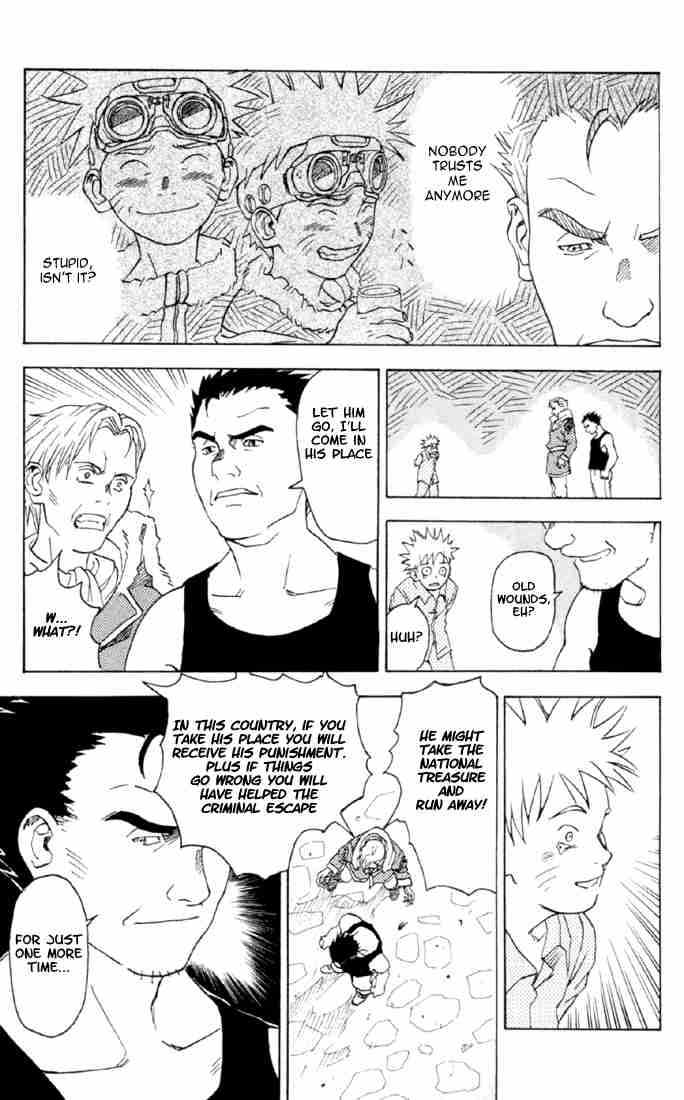 NOBODY
TRUSTS
ME
ANYMORE
STUPID,
ISN'T IT?
LET HIM
GO, I'LL
COME IN
HIS PLACE
W...
WHAT?!
OLD
WOUNDS,
EH?
HUH?
HE MIGHT
TAKE THE
NATIONAL
TREASURE
AND
RUN AWAY!
IN THIS COUNTRY, IF YOU
TAKE HIS PLACE YOU WILL
RECEIVE HIS PUNISHMENT.
PLUS IF THINGS
GO WRONG YOU WILL
HAVE HELPED THE
CRIMINAL ESCAPE
FOR JUST
ONE MORE
TIME...